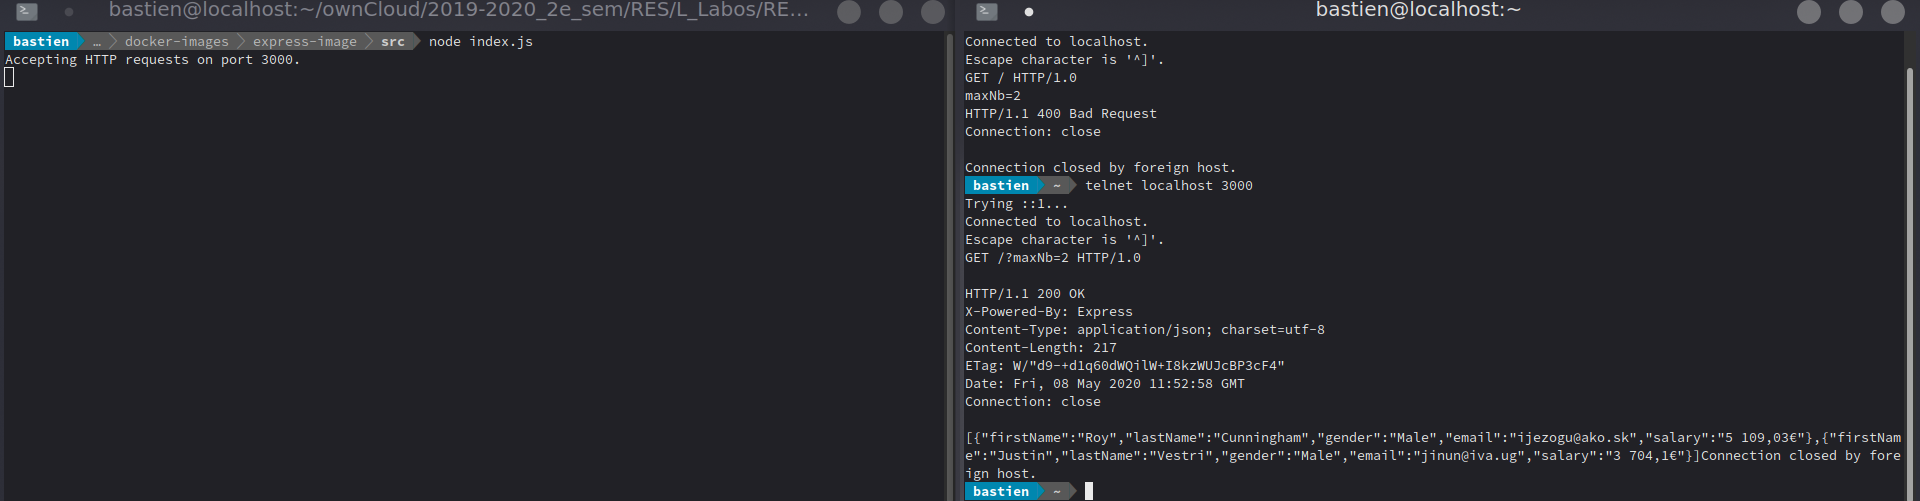 bastien@localhost:~/ownCloud/2019-2020_2e_sem/RES/L_Labos/RE...
bastien … docker-images express-image src node index.js
Accepting HTTP requests on port 3000.
bastien@localhost:~
Connected to localhost.
Escape character is '^]'.
GET / HTTP/1.0
maxNb=2
HTTP/1.1 400 Bad Request
Connection: close
Connection closed by foreign host.
bastien ~ telnet localhost 3000
Trying ::1...
Connected to localhost.
Escape character is '^]'.
GET /?maxNb=2 HTTP/1.0
HTTP/1.1 200 OK
X-Powered-By: Express
Content-Type: application/json; charset=utf-8
Content-Length: 217
ETag: W/"d9-+d1q60dWQilW+I8kzWUJcBP3cF4"
Date: Fri, 08 May 2020 11:52:58 GMT
Connection: close
[{"firstName":"Roy","lastName":"Cunningham","gender":"Male","email":"ijezogu@ako.sk","salary":"5 109,03€"},{"firstNam
e":"Justin","lastName":"Vestri","gender":"Male","email":"jinun@iva.ug","salary":"3 704,1€"}]Connection closed by fore
ign host.
bastien ~